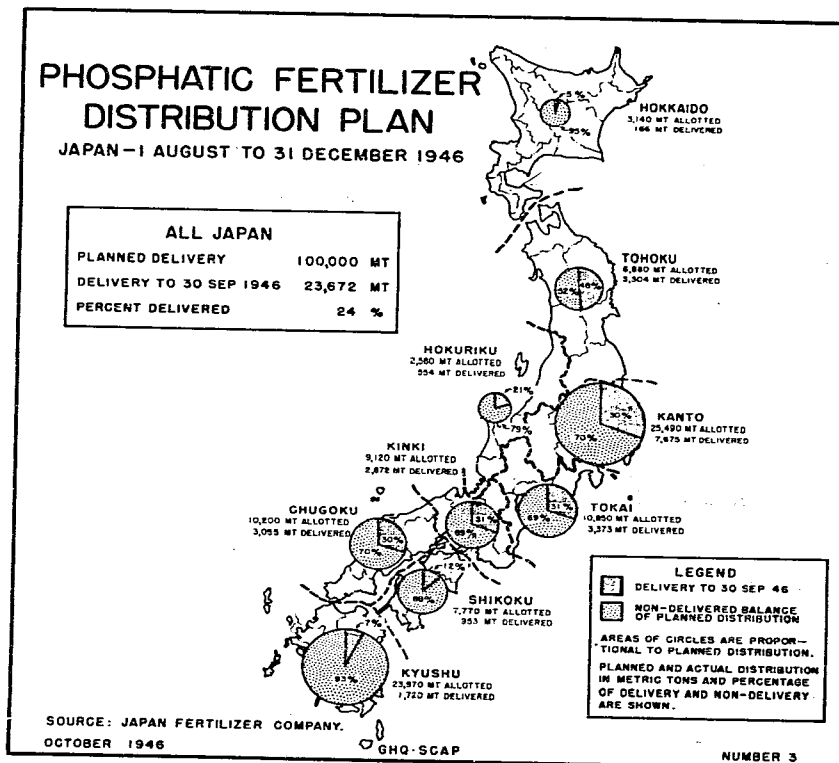 PHOSPHATIC FERTILIZER
DISTRIBUTION PLAN
JAPAN-1 AUGUST TO 31 DECEMBER 1946
ALL JAPAN
PLANNED DELIVERY 100,000 MT
DELIVERY TO 30 SEP 1946 23,672 MT
PERCENT DELIVERED 24 %
5%
95%
HOKKAIDO
3,140 MT ALLOTTED
166 MT DELIVERED
TOHOKU
6,880 MT ALLOTTED
3,304 MT DELIVERED
52% 48%
HOKURIKU
2,580 MT ALLOTTED
554 MT DELIVERED
21%
79%
KANTO
25,490 MT ALLOTTED
7,675 MT DELIVERED
30%
70%
KINKI
9,120 MT ALLOTTED
2,872 MT DELIVERED
31%
69%
TOKAI
10,850 MT ALLOTTED
3,373 MT DELIVERED
31%
69%
CHUGOKU
10,200 MT ALLOTTED
3,055 MT DELIVERED
30%
70%
SHIKOKU
7,770 MT ALLOTTED
953 MT DELIVERED
12%
88%
KYUSHU
23,970 MT ALLOTTED
1,720 MT DELIVERED
7%
93%
LEGEND
DELIVERY TO 30 SEP 46
NON-DELIVERED BALANCE
OF PLANNED DISTRIBUTION
AREAS OF CIRCLES ARE PROPOR-
TIONAL TO PLANNED DISTRIBUTION.
PLANNED AND ACTUAL DISTRIBUTION
IN METRIC TONS AND PERCENTAGE
OF DELIVERY AND NON-DELIVERY
ARE SHOWN.
SOURCE: JAPAN FERTILIZER COMPANY.
OCTOBER 1946
GHQ-SCAP
NUMBER 3